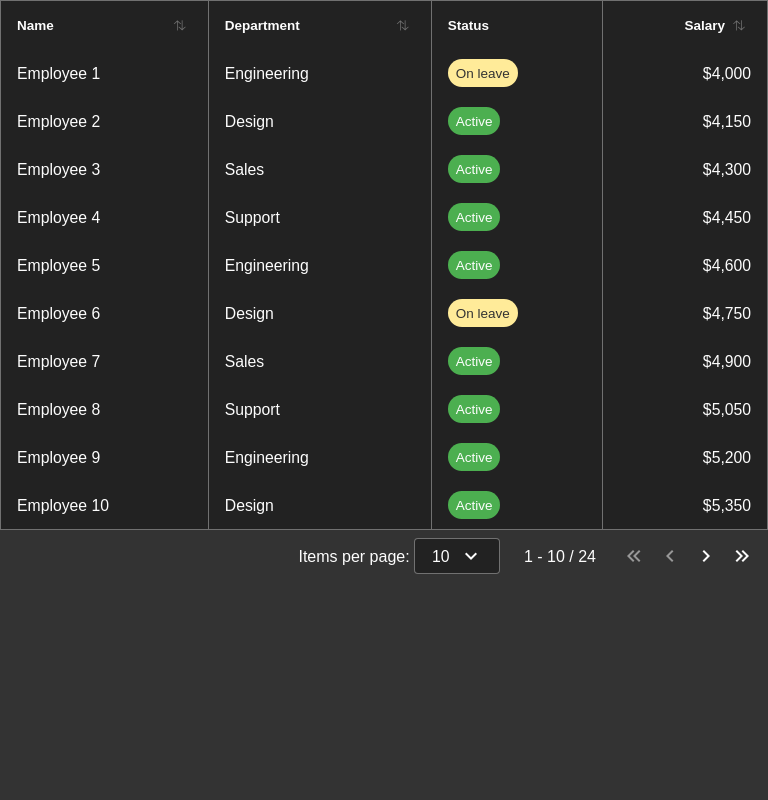 Name Department Status Salary
Employee 1 Engineering On leave $4,000
Employee 2 Design Active $4,150
Employee 3 Sales Active $4,300
Employee 4 Support Active $4,450
Employee 5 Engineering Active $4,600
Employee 6 Design On leave $4,750
Employee 7 Sales Active $4,900
Employee 8 Support Active $5,050
Employee 9 Engineering Active $5,200
Employee 10 Design Active $5,350
Items per page: 10 1 - 10 / 24